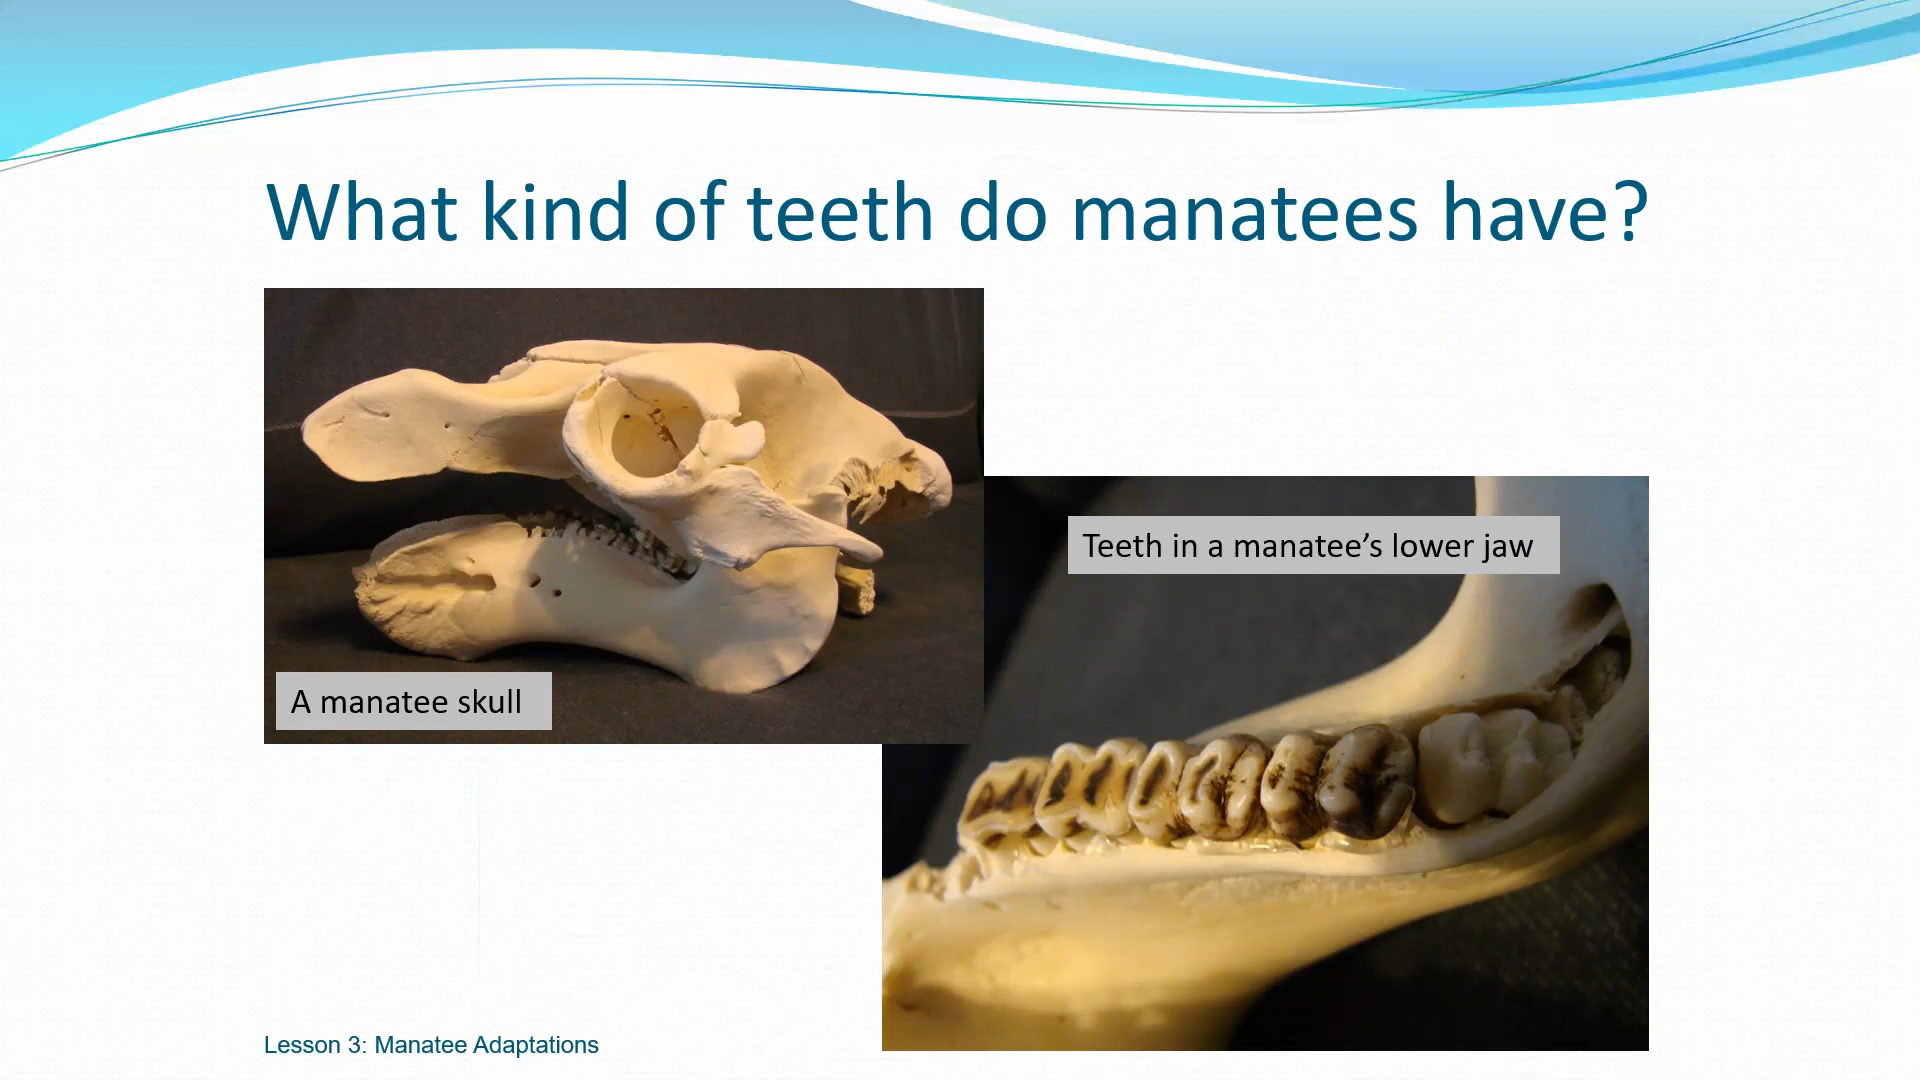 What kind of teeth do manatees have?
A manatee skull
Teeth in a manatee’s lower jaw
Lesson 3: Manatee Adaptations